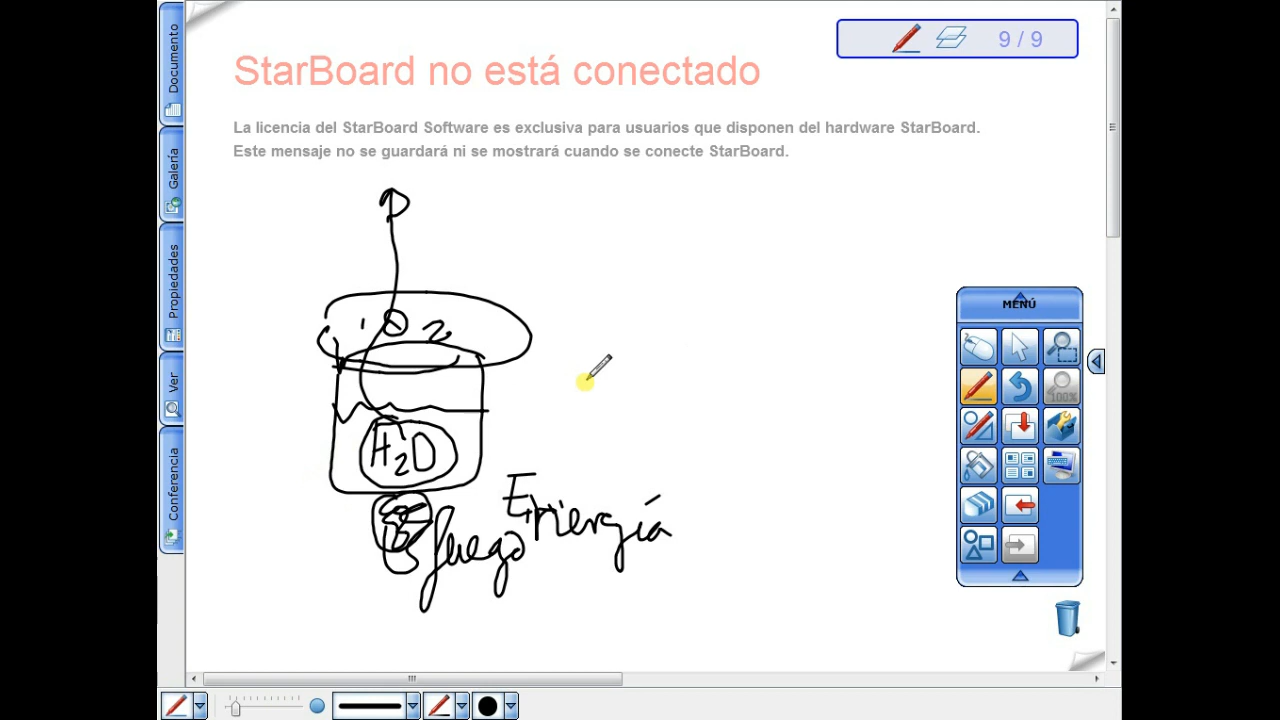 Documento
Galería
Propiedades
Ver
Conferencia
9 / 9
StarBoard no está conectado
La licencia del StarBoard Software es exclusiva para usuarios que disponen del hardware StarBoard.
Este mensaje no se guardará ni se mostrará cuando se conecte StarBoard.
MENÚ
100%
H2O
Energía
fuego